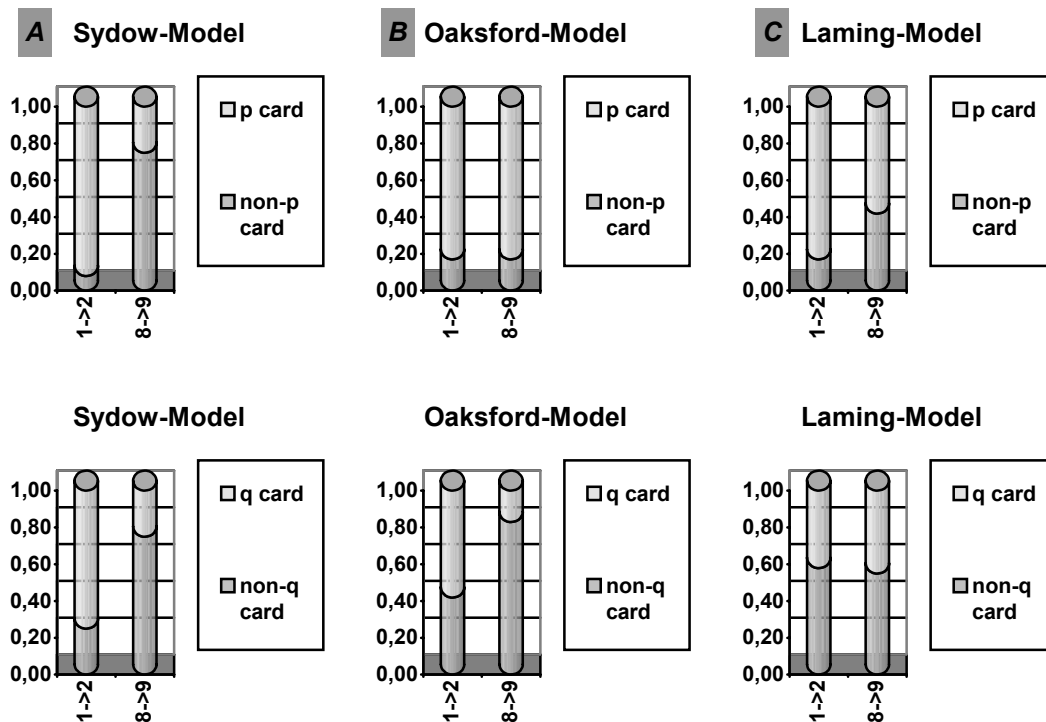 A Sydow-Model
1,00
0,80
0,60
0,40
0,20
0,00
1->2
8->9
p card
non-p
card
B Oaksford-Model
1,00
0,80
0,60
0,40
0,20
0,00
1->2
8->9
p card
non-p
card
C Laming-Model
1,00
0,80
0,60
0,40
0,20
0,00
1->2
8->9
p card
non-p
card
Sydow-Model
1,00
0,80
0,60
0,40
0,20
0,00
1->2
8->9
q card
non-q
card
Oaksford-Model
1,00
0,80
0,60
0,40
0,20
0,00
1->2
8->9
q card
non-q
card
Laming-Model
1,00
0,80
0,60
0,40
0,20
0,00
1->2
8->9
q card
non-q
card